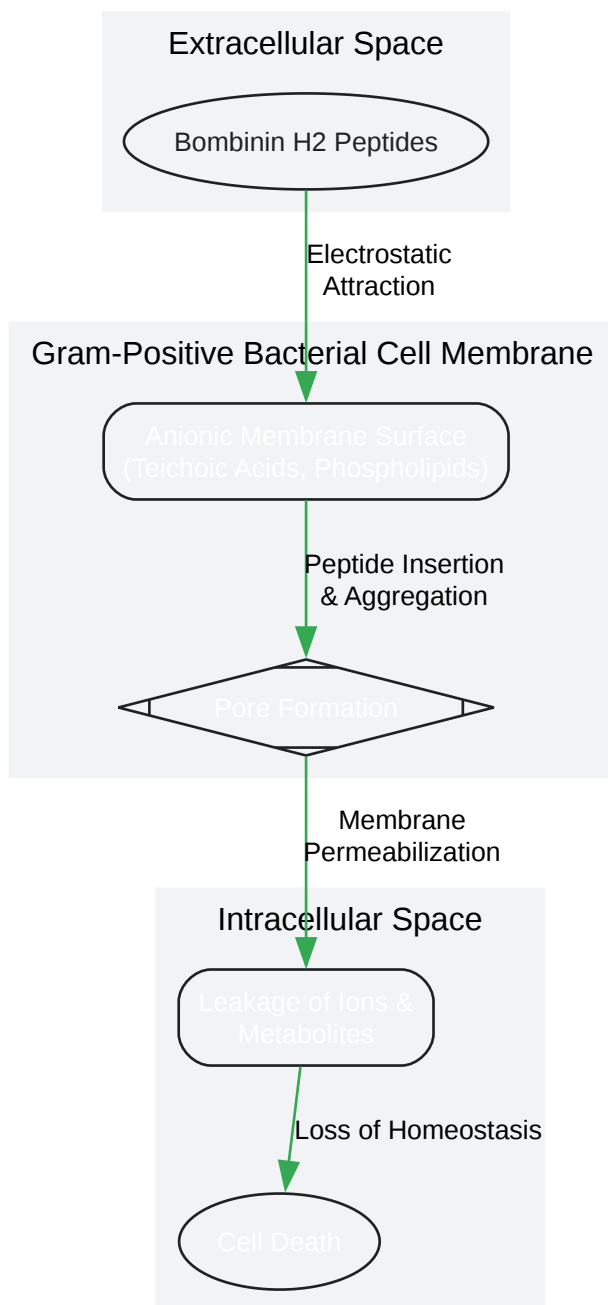 Extracellular Space
Bombinin H2 Peptides
Electrostatic
Attraction
Gram-Positive Bacterial Cell Membrane
Anionic Membrane Surface
(Teichoic Acids, Phospholipids)
Peptide Insertion
& Aggregation
Pore Formation
Membrane
Permeabilization
Intracellular Space
Leakage of Ions &
Metabolites
Loss of Homeostasis
Cell Death